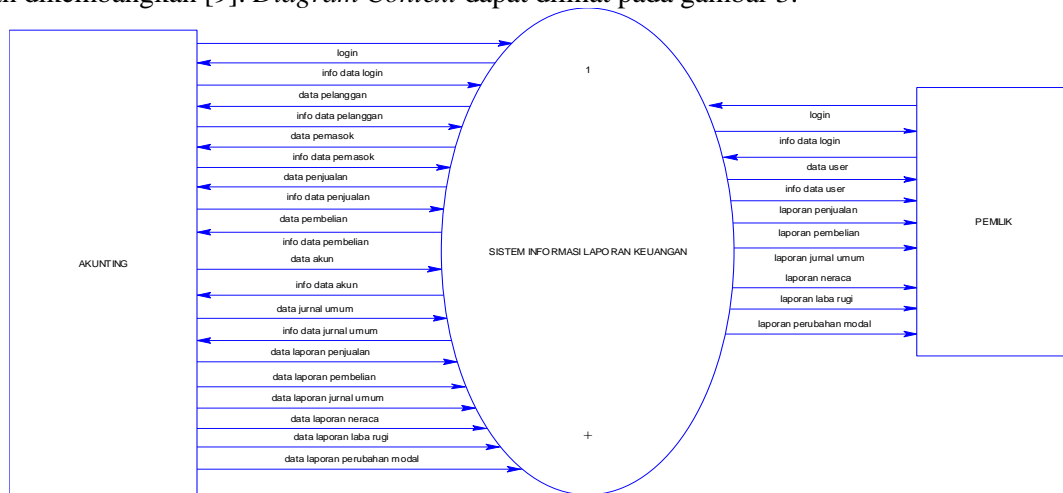 dikembangkan [9]. Diagram Context dapat dilihat pada gambar 3.
login
info data login
data pelanggan
info data pelanggan
data pemasok
info data pemasok
data penjualan
info data penjualan
data pembelian
info data pembelian
data akun
info data akun
data jurnal umum
info data jurnal umum
data laporan penjualan
data laporan pembelian
data laporan jurnal umum
data laporan neraca
data laporan laba rugi
data laporan perubahan modal
AKUNTING
1
SISTEM INFORMASI LAPORAN KEUANGAN
+
login
info data login
data user
info data user
laporan penjualan
laporan pembelian
laporan jurnal umum
laporan neraca
laporan laba rugi
laporan perubahan modal
PEMILIK